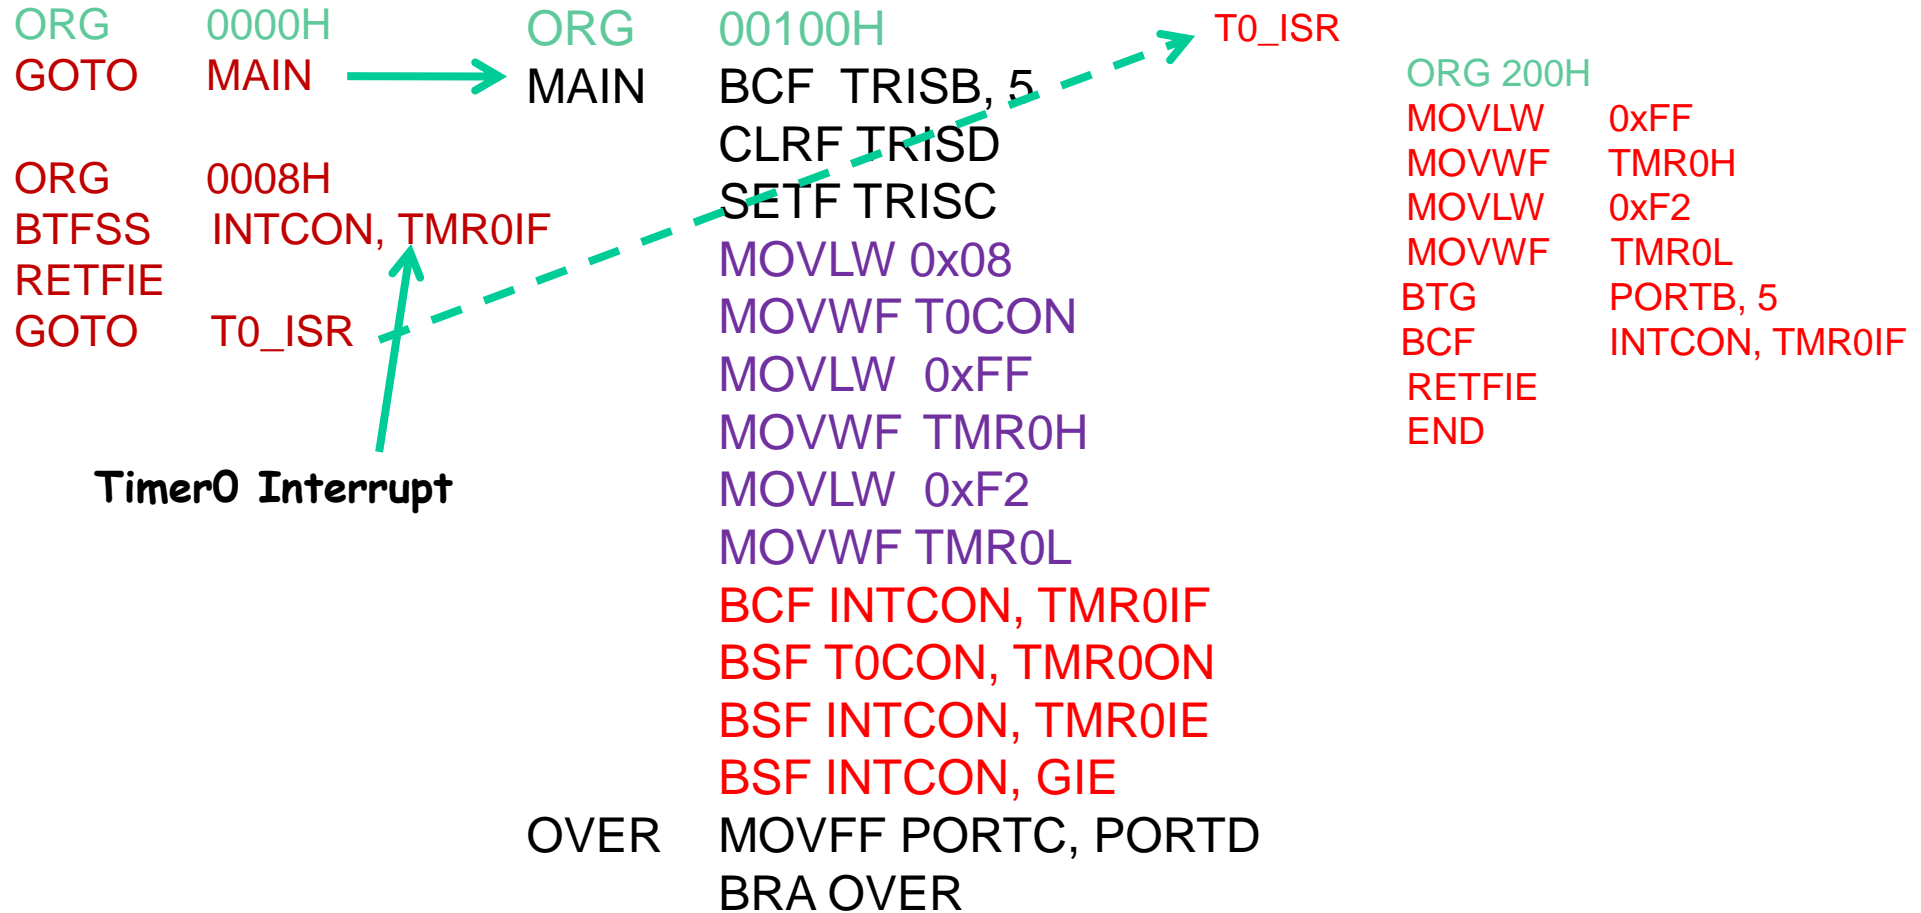 ORG 0000H
GOTO MAIN
ORG 0008H
BTFSS INTCON, TMR0IF
RETFIE
GOTO T0_ISR
Timer0 Interrupt
ORG 00100H
MAIN BCF TRISB, 5
CLRF TRISD
SETF TRISC
MOVLW 0x08
MOVWF T0CON
MOVLW 0xFF
MOVWF TMR0H
MOVLW 0xF2
MOVWF TMR0L
BCF INTCON, TMR0IF
BSF T0CON, TMR0ON
BSF INTCON, TMR0IE
BSF INTCON, GIE
OVER MOVFF PORTC, PORTD
BRA OVER
T0_ISR
ORG 200H
MOVLW 0xFF
MOVWF TMR0H
MOVLW 0xF2
MOVWF TMR0L
BTG PORTB, 5
BCF INTCON, TMR0IF
RETFIE
END